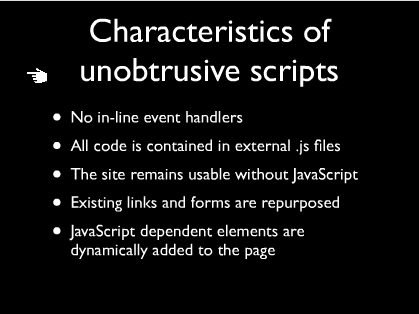 Characteristics of
unobtrusive scripts
• No in-line event handlers
• All code is contained in external .js files
• The site remains usable without JavaScript
• Existing links and forms are repurposed
• JavaScript dependent elements are
dynamically added to the page